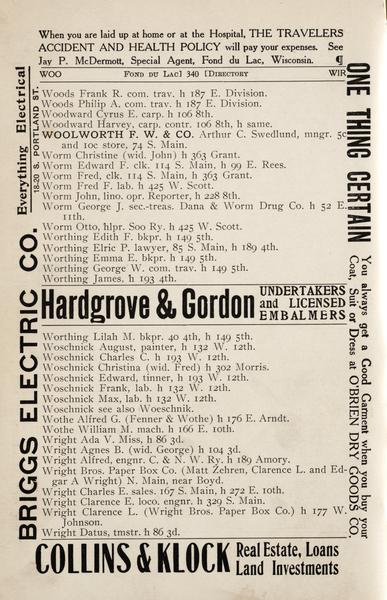 When you are laid up at home or at the Hospital, THE TRAVELERS
ACCIDENT AND HEALTH POLICY will pay your expenses. See
Jay P. McDermott, Special Agent, Fond du Lac, Wisconsin. ¶
WOO FOND DU LAC] 340 [DIRECTORY WIR
Woods Frank R. com. trav. h 187 E. Division.
Woods Philip A. com. trav. h 187 E. Division.
Woodward Cyrus E. carp. h 106 8th.
Woodward Harvey, carp. contr. 106 8th, h same.
WOOLWORTH F. W. & CO. Arthur C. Swedlund, mngr. 5c
and 10c store, 74 S. Main.
Worm Christine (wid. John) h 363 Grant.
Worm Edward F. clk. 114 S. Main, h 99 E. Rees.
Worm Fred, clk. 114 S. Main, h 363 Grant.
Worm Fred F. lab. h 425 W. Scott.
Worm John, lino. opr. Reporter, h 228 8th.
Worm George J. sec.-treas. Dana & Worm Drug Co. h 52 E.
11th.
Worm Otto, hlpr. Soo Ry. h 425 W. Scott.
Worthing Edith F. bkpr. h 149 5th.
Worthing Elric P. lawyer, 85 S. Main, h 189 4th.
Worthing Emma E. bkpr. h 149 5th.
Worthing George W. com. trav. h 149 5th.
Worthing James, h 193 4th.
Hardgrove & Gordon UNDERTAKERS
and LICENSED
EMBALMERS
Worthing Lilah M. bkpr. 40 4th, h 149 5th.
Woschnick August, painter, h 132 W. 12th.
Woschnick Charles C. h 193 W. 12th.
Woschnick Christina (wid. Fred) h 302 Morris.
Woschnick Edward, tinner, h 193 W. 12th.
Woschnick Frank, lab. h 132 W. 12th.
Woschnick Max, lab. h 132 W. 12th.
Woschnick see also Woeschnik.
Wothe Alfred G. (Fenner & Wothe) h 176 E. Arndt.
Wothe William M. mach. h 166 E. 10th.
Wright Ada V. Miss, h 86 3d.
Wright Agnes B. (wid. George) h 104 3d.
Wright Alfred, engnr. C. & N. W. Ry. h 189 Amory.
Wright Bros. Paper Box Co. (Matt Zehren, Clarence L. and Ed-
gar A Wright) N. Main, near Boyd.
Wright Charles E. sales. 167 S. Main, h 272 E. 10th.
Wright Clarence E. loco. engnr. h 329 S. Main.
Wright Clarence L. (Wright Bros. Paper Box Co.) h 177 W.
Johnson.
Wright Datus, tmstr. h 86 3d.
COLLINS & KLOCK Real Estate, Loans
Land Investments
BRIGGS ELECTRIC CO. Everything Electrical
18-20 S. PORTLAND ST.
ONE THING CERTAIN You always get a Good Garment when you buy your
Coat, Suit or Dress at O'BRIEN DRY GOODS CO.